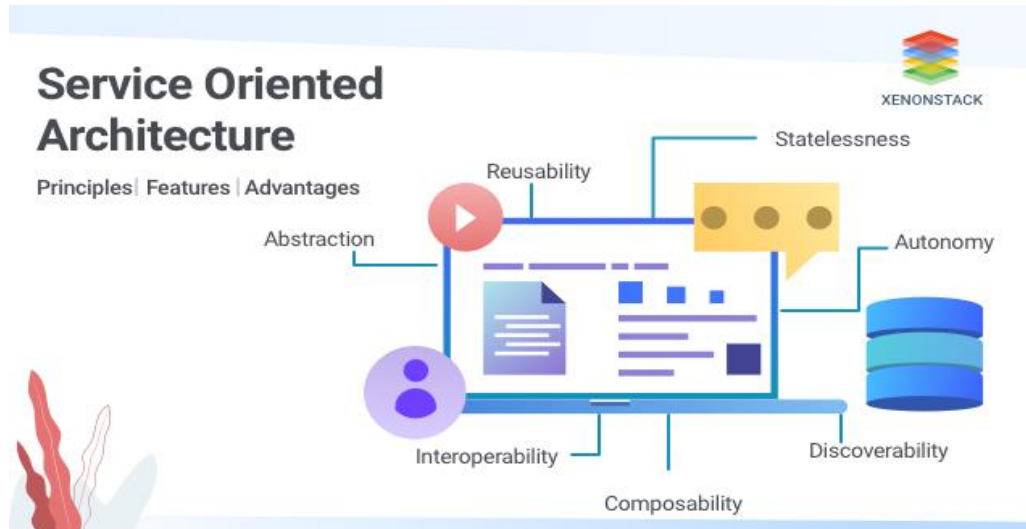 Service Oriented
Architecture
Principles| Features | Advantages
XENONSTACK
Statelessness
Reusability
Abstraction
Autonomy
Interoperability
Discoverability
Composability